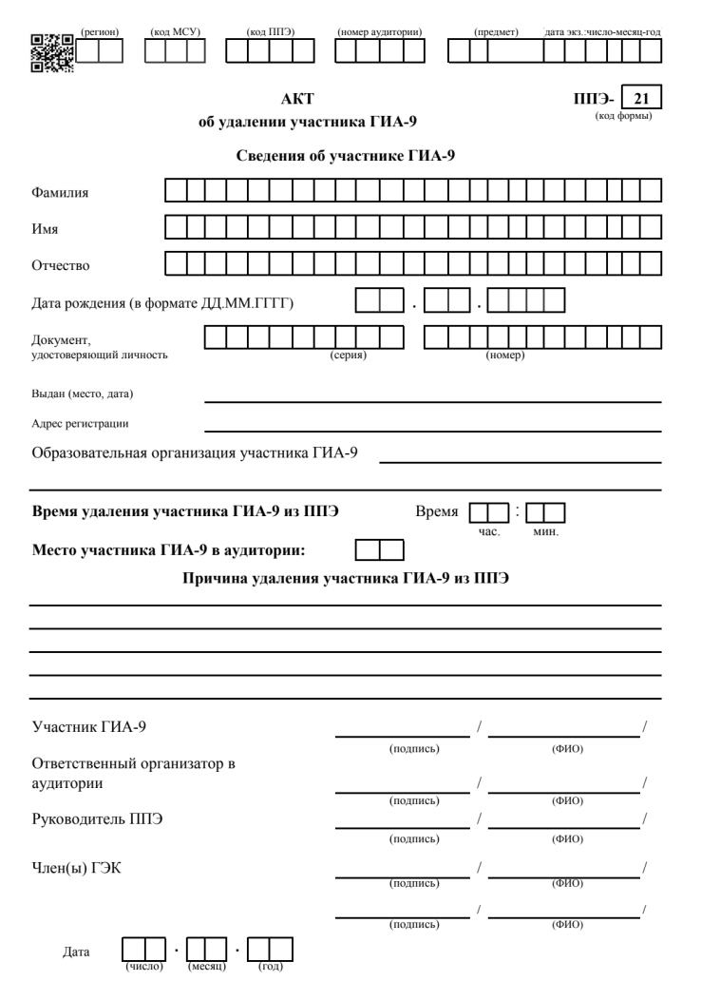 (регион) (код МСУ) (код ППЭ) (номер аудитории) (предмет) дата экз.:число-месяц-год
АКТ ППЭ- 21
(код формы)
об удалении участника ГИА-9
Сведения об участнике ГИА-9
Фамилия
Имя
Отчество
Дата рождения (в формате ДД.ММ.ГГГГ) . .
Документ,
удостоверяющий личность (серия) (номер)
Выдан (место, дата)
Адрес регистрации
Образовательная организация участника ГИА-9
Время удаления участника ГИА-9 из ППЭ Время :
час. мин.
Место участника ГИА-9 в аудитории:
Причина удаления участника ГИА-9 из ППЭ
Участник ГИА-9 / /
(подпись) (ФИО)
Ответственный организатор в
аудитории / /
(подпись) (ФИО)
Руководитель ППЭ / /
(подпись) (ФИО)
Член(ы) ГЭК / /
(подпись) (ФИО)
/ /
(подпись) (ФИО)
Дата . .
(число) (месяц) (год)